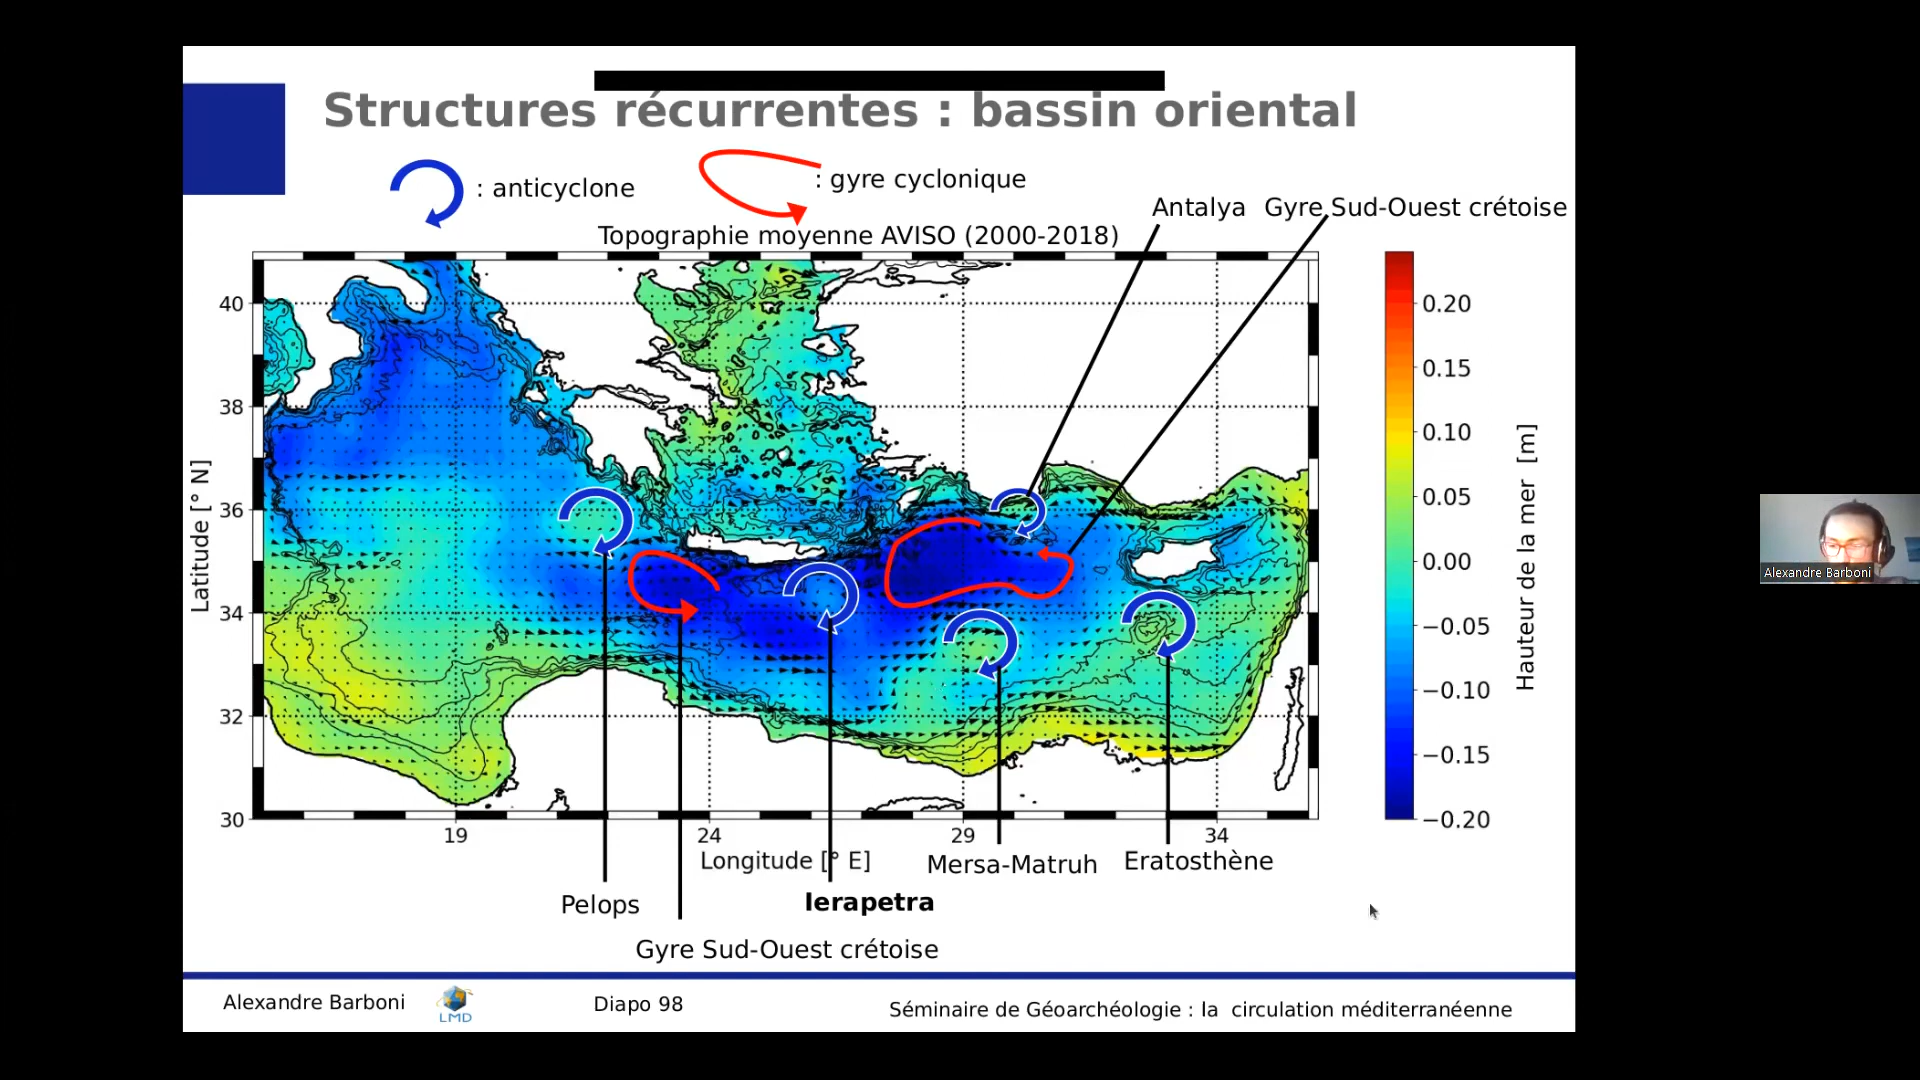 Structures récurrentes : bassin oriental
: anticyclone
: gyre cyclonique
Antalya Gyre Sud-Ouest crétoise
Topographie moyenne AVISO (2000-2018)
40
38
36
34
32
30
Latitude [° N]
19
24
29
34
Longitude [° E]
0.20
0.15
0.10
0.05
0.00
−0.05
−0.10
−0.15
−0.20
Hauteur de la mer [m]
Mersa-Matruh
Eratosthène
Pelops
Ierapetra
Gyre Sud-Ouest crétoise
Alexandre Barboni
LMD
Diapo 98
Séminaire de Géoarchéologie : la circulation méditerranéenne
Alexandre Barboni